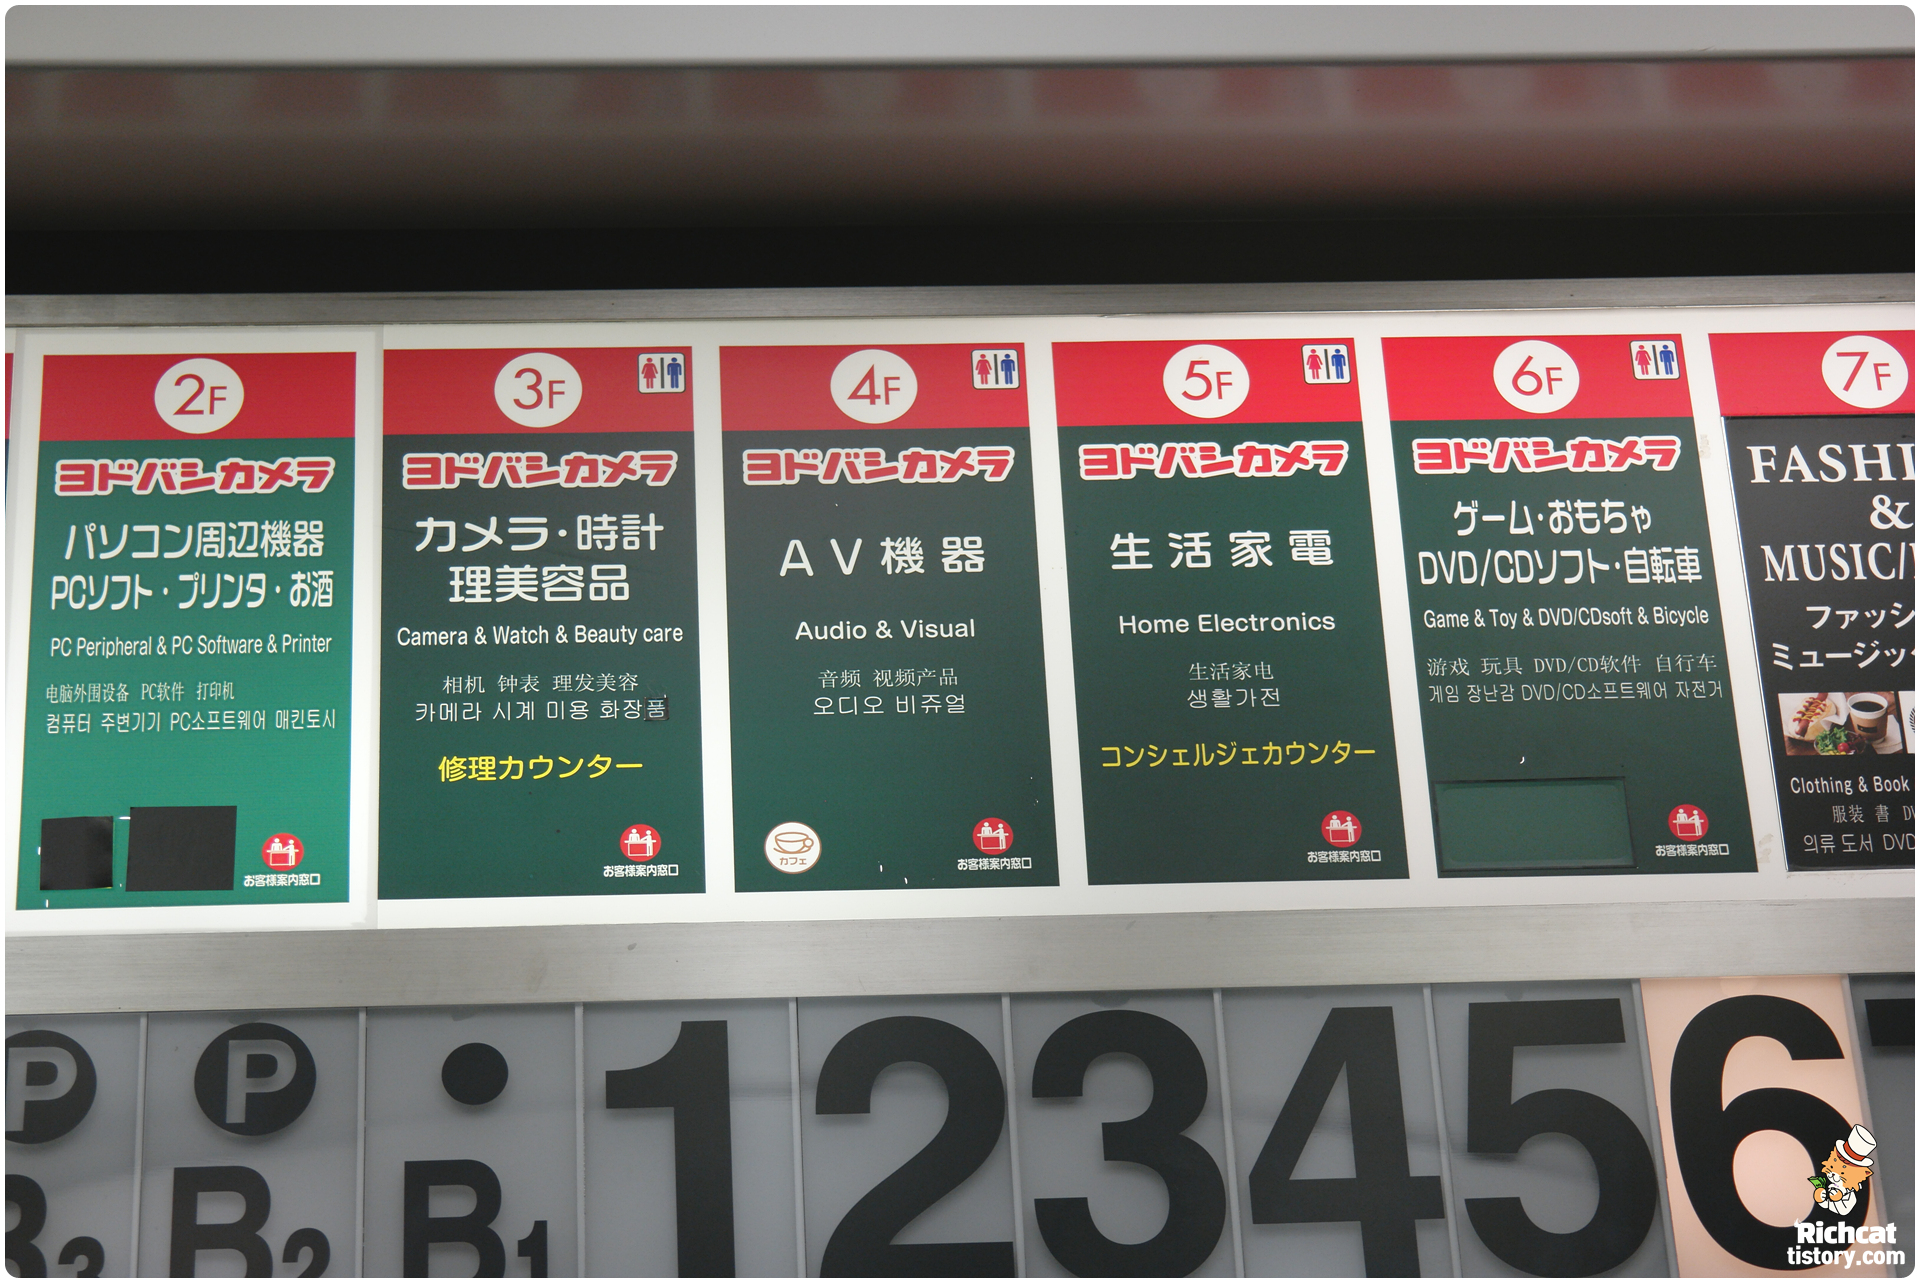 2F
ヨドバシカメラ
パソコン周辺機器
PCソフト・プリンタ・お酒
PC Peripheral & PC Software & Printer
电脑外围设备 PC软件 打印机
컴퓨터 주변기기 PC소프트웨어 매킨토시
お客様案内窓口
3F
ヨドバシカメラ
カメラ・時計
理美容品
Camera & Watch & Beauty care
相机 钟表 理发美容
카메라 시계 미용 화장품
修理カウンター
お客様案内窓口
4F
ヨドバシカメラ
AV機器
Audio & Visual
音频 视频产品
오디오 비쥬얼
カフェ
お客様案内窓口
5F
ヨドバシカメラ
生活家電
Home Electronics
生活家电
생활가전
コンシェルジェカウンター
お客様案内窓口
6F
ヨドバシカメラ
ゲーム・おもちゃ
DVD/CDソフト・自転車
Game & Toy & DVD/CDsoft & Bicycle
游戏 玩具 DVD/CD软件 自行车
게임 장난감 DVD/CD소프트웨어 자전거
お客様案内窓口
7F
FASHI
&
MUSIC/
ファッシ
ミュージッ
Clothing & Book
服装 書
의류 도서 DVD
P P
B3 B2 B1 1 2 3 4 5 6
Richcat
tistory.com